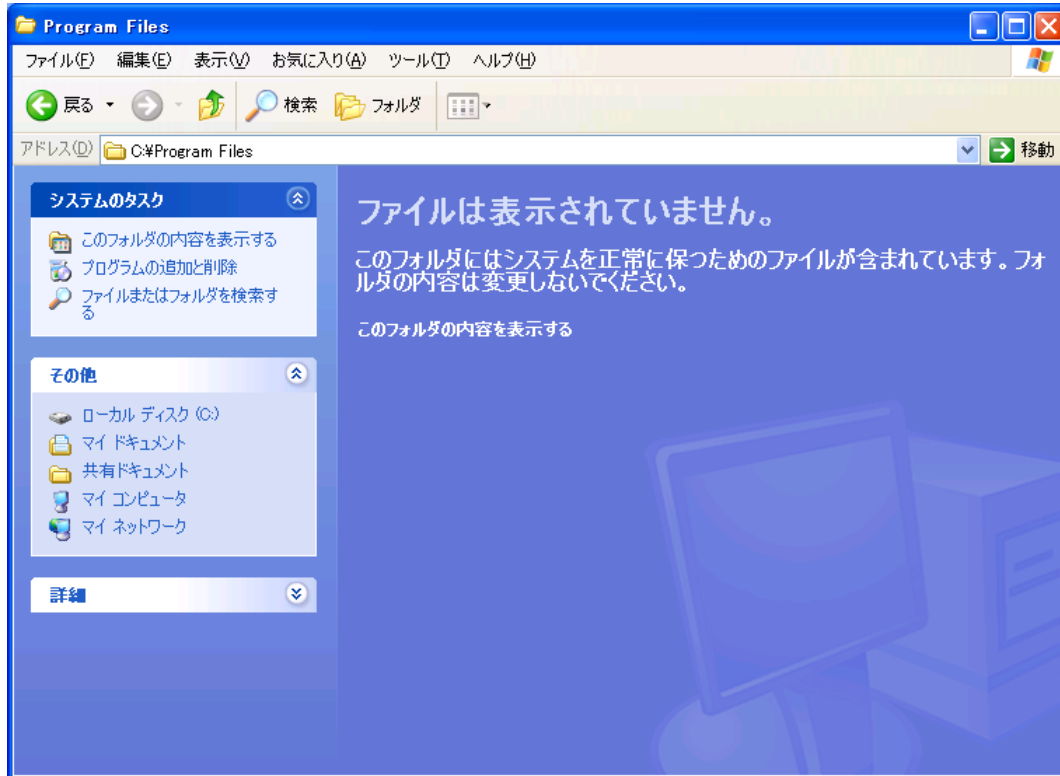 Program Files
ファイル(F) 編集(E) 表示(V) お気に入り(A) ツール(T) ヘルプ(H)
戻る 検索 フォルダ
アドレス(D) C:¥Program Files 移動
システムのタスク
このフォルダの内容を表示する
プログラムの追加と削除
ファイルまたはフォルダを検索す
る
その他
ローカル ディスク (C:)
マイ ドキュメント
共有ドキュメント
マイ コンピュータ
マイ ネットワーク
詳細
ファイルは表示されていません。
このフォルダにはシステムを正常に保つためのファイルが含まれています。フォ
ルダの内容は変更しないでください。
このフォルダの内容を表示する